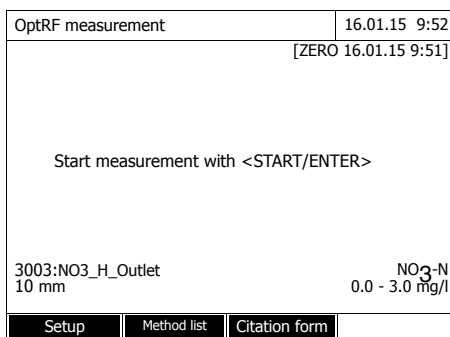 OptRF measurement 16.01.15 9:52
[ZERO 16.01.15 9:51]
Start measurement with <START/ENTER>
3003:NO3_H_Outlet NO3-N
10 mm 0.0 - 3.0 mg/l
Setup Method list Citation form